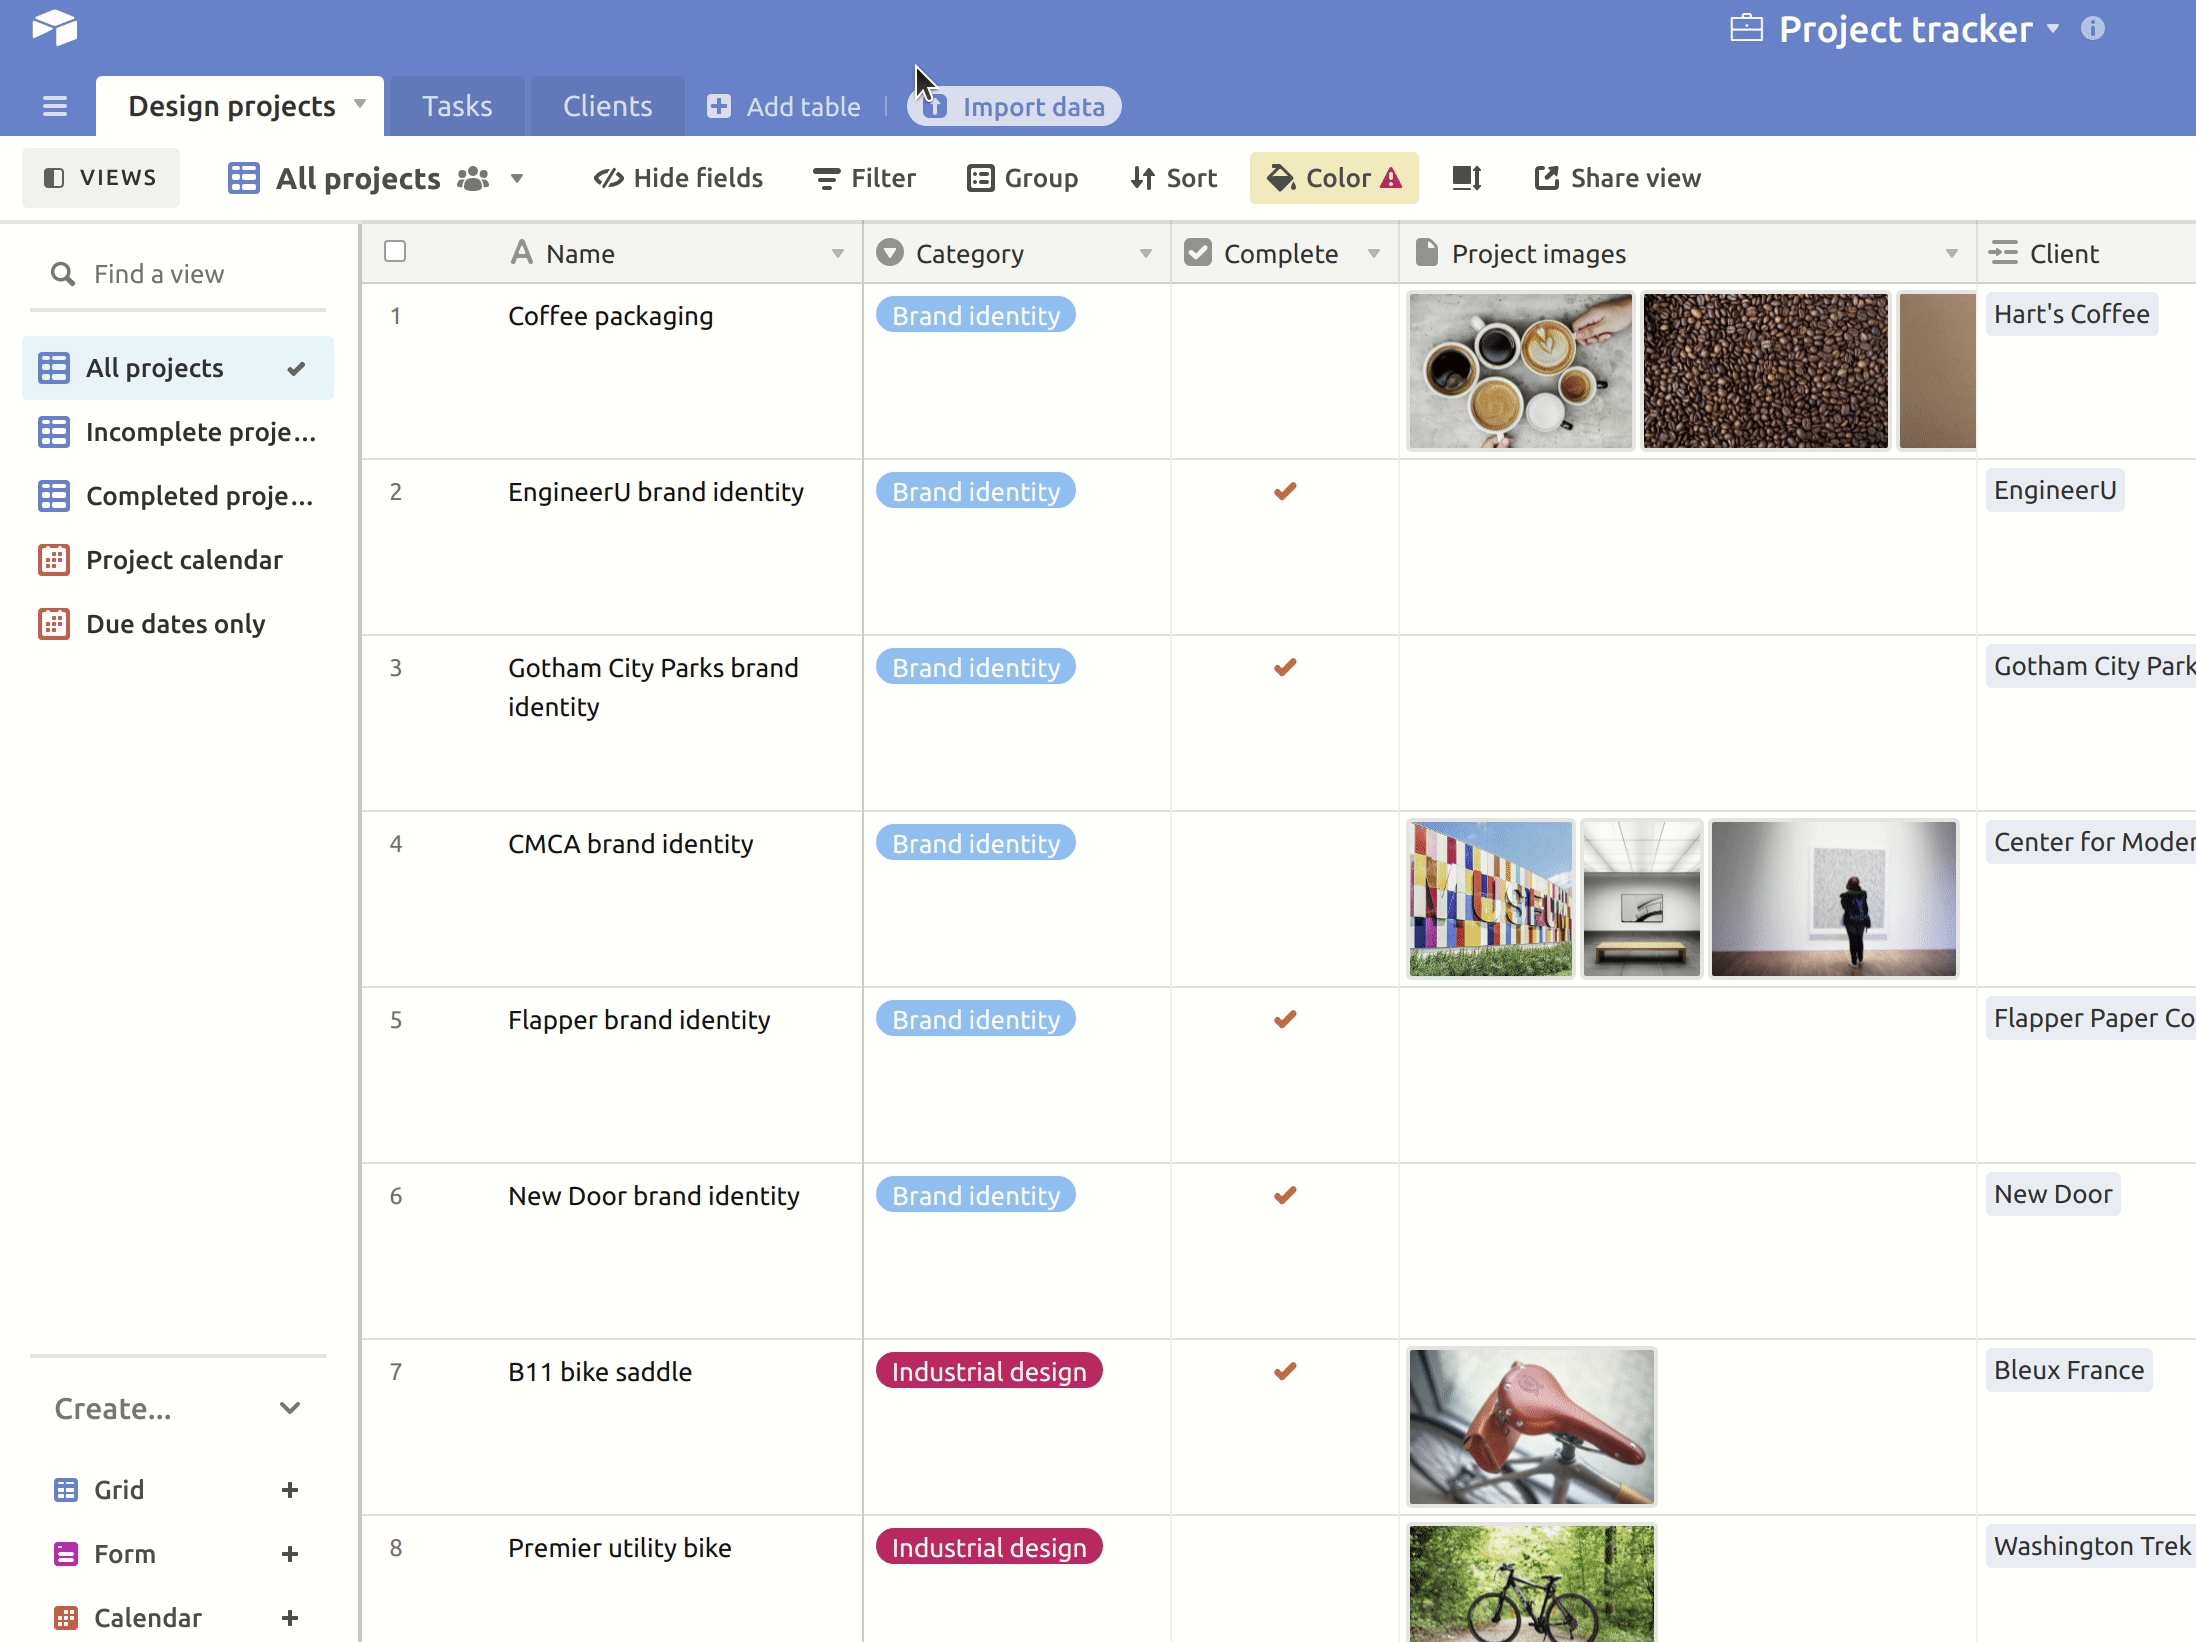 Project tracker
Design projects
Tasks
Clients
Add table
Import data
VIEWS
All projects
Hide fields
Filter
Group
Sort
Color
Share view
Find a view
All projects
Incomplete proje...
Completed proje...
Project calendar
Due dates only
Create...
Grid
Form
Calendar
Name
Category
Complete
Project images
Client
1
Coffee packaging
Brand identity
Hart's Coffee
2
EngineerU brand identity
Brand identity
EngineerU
3
Gotham City Parks brand
identity
Brand identity
Gotham City Park
4
CMCA brand identity
Brand identity
MUSEUM
Center for Moder
5
Flapper brand identity
Brand identity
Flapper Paper Co
6
New Door brand identity
Brand identity
New Door
7
B11 bike saddle
Industrial design
Bleux France
8
Premier utility bike
Industrial design
Washington Trek